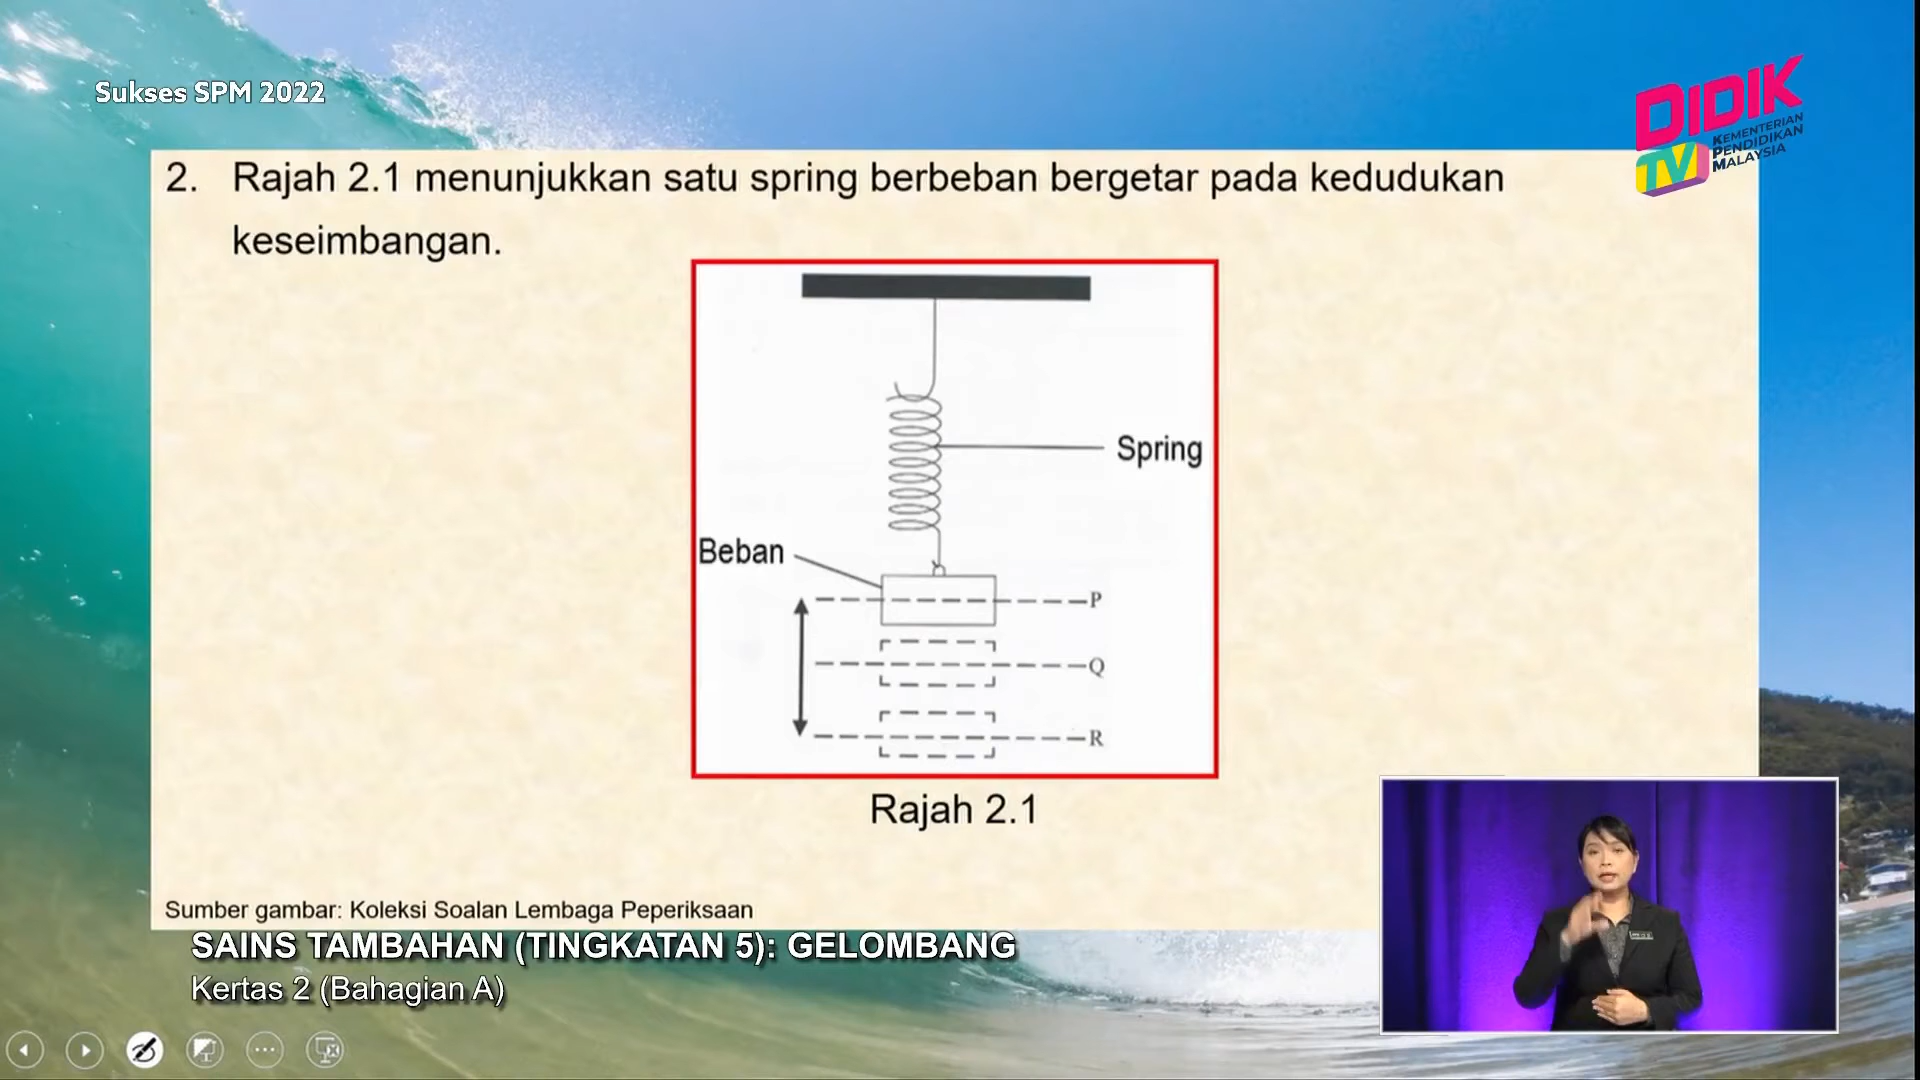 Sukses SPM 2022
DIDIK
TV
KEMENTERIAN
PENDIDIKAN
MALAYSIA
2. Rajah 2.1 menunjukkan satu spring berbeban bergetar pada kedudukan
keseimbangan.
Spring
Beban
P
Q
R
Rajah 2.1
Sumber gambar: Koleksi Soalan Lembaga Peperiksaan
SAINS TAMBAHAN (TINGKATAN 5): GELOMBANG
Kertas 2 (Bahagian A)